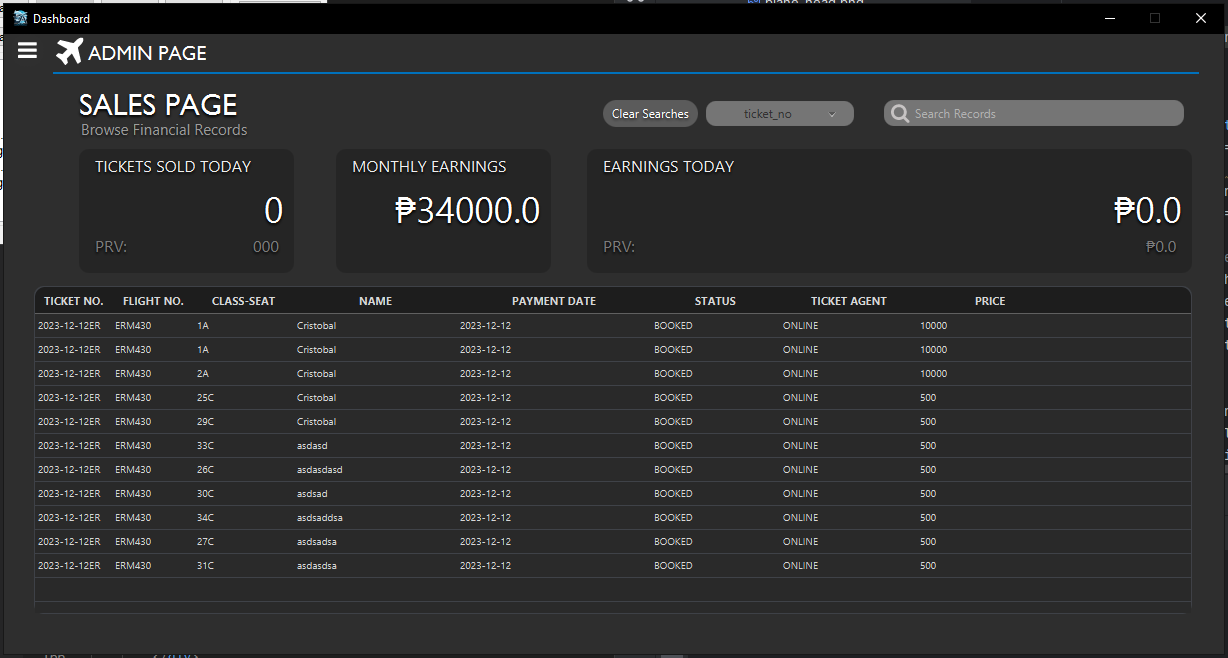 plane_head.png
Dashboard
ADMIN PAGE
SALES PAGE
Browse Financial Records
Clear Searches ticket_no Search Records
TICKETS SOLD TODAY MONTHLY EARNINGS EARNINGS TODAY
0 ₱34000.0 ₱0.0
PRV: 000 PRV: ₱0.0
TICKET NO. FLIGHT NO. CLASS-SEAT NAME PAYMENT DATE STATUS TICKET AGENT PRICE
2023-12-12ER ERM430 1A Cristobal 2023-12-12 BOOKED ONLINE 10000
2023-12-12ER ERM430 1A Cristobal 2023-12-12 BOOKED ONLINE 10000
2023-12-12ER ERM430 2A Cristobal 2023-12-12 BOOKED ONLINE 10000
2023-12-12ER ERM430 25C Cristobal 2023-12-12 BOOKED ONLINE 500
2023-12-12ER ERM430 29C Cristobal 2023-12-12 BOOKED ONLINE 500
2023-12-12ER ERM430 33C asdasd 2023-12-12 BOOKED ONLINE 500
2023-12-12ER ERM430 26C asdasdasd 2023-12-12 BOOKED ONLINE 500
2023-12-12ER ERM430 30C asdsad 2023-12-12 BOOKED ONLINE 500
2023-12-12ER ERM430 34C asdsaddsa 2023-12-12 BOOKED ONLINE 500
2023-12-12ER ERM430 27C asdsadsa 2023-12-12 BOOKED ONLINE 500
2023-12-12ER ERM430 31C asdasdsa 2023-12-12 BOOKED ONLINE 500